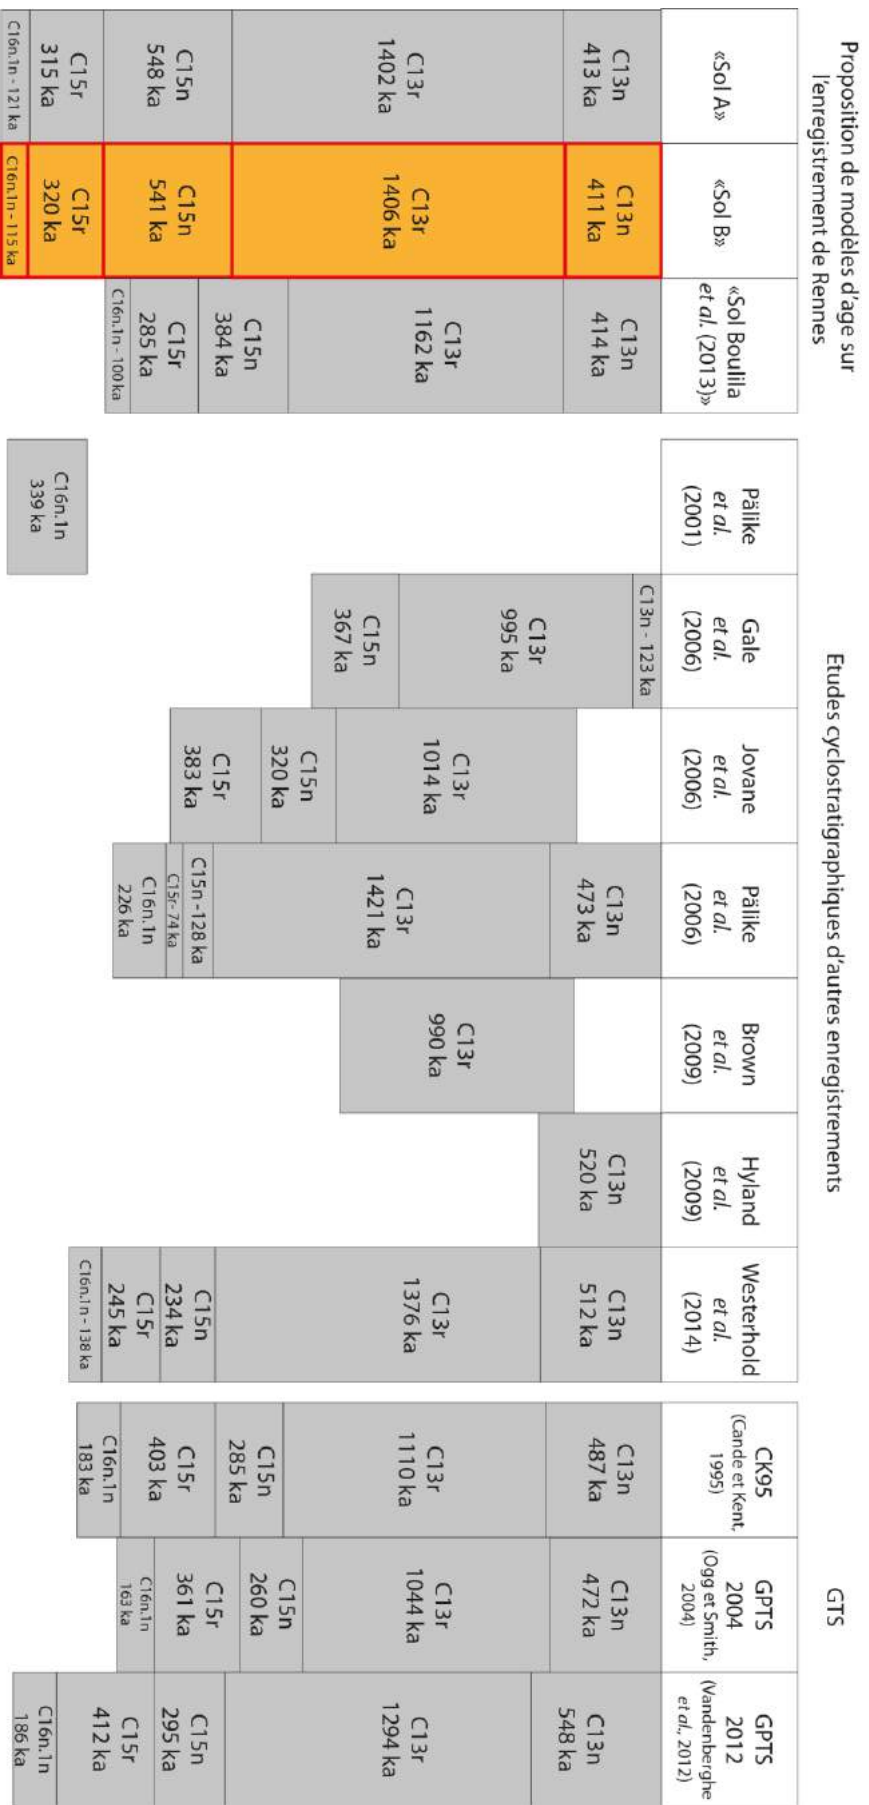 Proposition de modèles d'age sur
l'enregistrement de Rennes
«Sol A»
C13n
413 ka
C13r
1402 ka
C15n
548 ka
C15r
315 ka
C16n.1n - 121 ka
«Sol B»
C13n
411 ka
C13r
1406 ka
C15n
541 ka
C15r
320 ka
C16n.1n - 115 ka
«Sol Boulila
et al. (2013)»
C13n
414 ka
C13r
1162 ka
C15n
384 ka
C15r
285 ka
C16n.1n - 100 ka
Etudes cyclostratigraphiques d'autres enregistrements
Pälike
et al.
(2001)
C16n.1n
339 ka
Gale
et al.
(2006)
C13n - 123 ka
C13r
995 ka
C15n
367 ka
Jovane
et al.
(2006)
C13r
1014 ka
C15n
320 ka
C15r
383 ka
Pälike
et al.
(2006)
C13n
473 ka
C13r
1421 ka
C15n -128 ka
C15r- 74 ka
C16n.1n
226 ka
Brown
et al.
(2009)
C13r
990 ka
Hyland
et al.
(2009)
C13n
520 ka
Westerhold
et al.
(2014)
C13n
512 ka
C13r
1376 ka
C15n
234 ka
C15r
245 ka
C16n.1n - 138 ka
GTS
CK95
(Cande et Kent,
1995)
C13n
487 ka
C13r
1110 ka
C15n
285 ka
C15r
403 ka
C16n.1n
183 ka
GPTS
2004
(Ogg et Smith,
2004)
C13n
472 ka
C13r
1044 ka
C15n
260 ka
C15r
361 ka
C16n.1n
163 ka
GPTS
2012
(Vandenberghe
et al., 2012)
C13n
548 ka
C13r
1294 ka
C15n
295 ka
C15r
412 ka
C16n.1n
186 ka